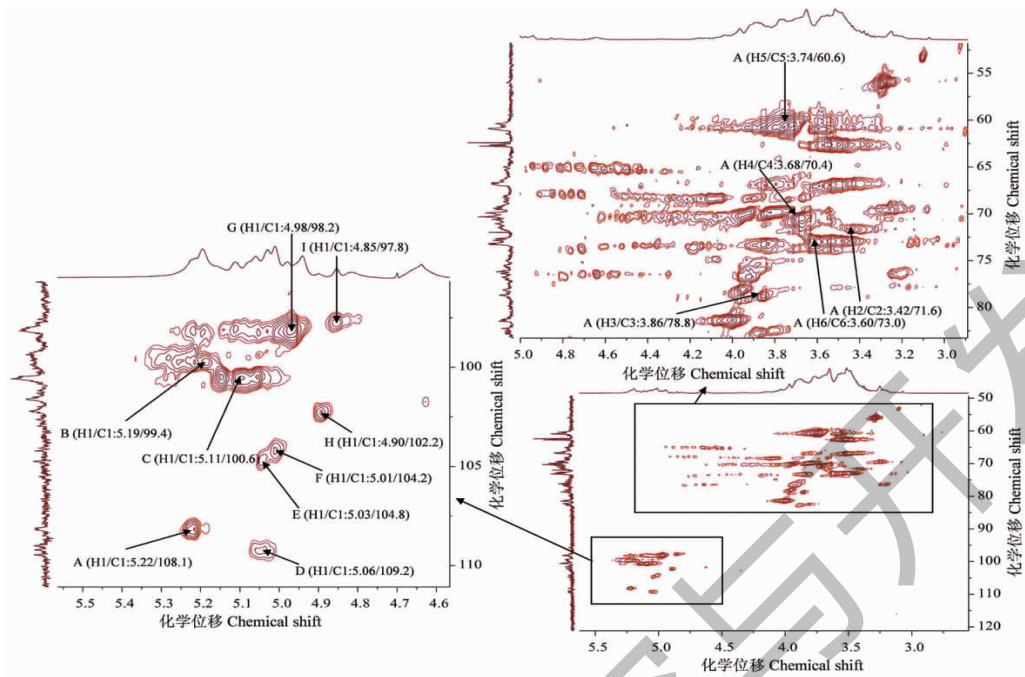 A (H5/C5:3.74/60.6)
A (H4/C4:3.68/70.4)
A (H3/C3:3.86/78.8)
A (H2/C2:3.42/71.6)
A (H6/C6:3.60/73.0)
55
60
65
70
75
80
化学位移 Chemical shift
5.0 4.8 4.6 4.4 4.2 4.0 3.8 3.6 3.4 3.2 3.0
化学位移 Chemical shift
G (H1/C1:4.98/98.2)
I (H1/C1:4.85/97.8)
B (H1/C1:5.19/99.4)
C (H1/C1:5.11/100.6)
H (H1/C1:4.90/102.2)
F (H1/C1:5.01/104.2)
E (H1/C1:5.03/104.8)
A (H1/C1:5.22/108.1)
D (H1/C1:5.06/109.2)
100
105
110
化学位移 Chemical shift
5.5 5.4 5.3 5.2 5.1 5.0 4.9 4.8 4.7 4.6
化学位移 Chemical shift
50
60
70
80
90
100
110
120
化学位移 Chemical shift
5.5 5.0 4.5 4.0 3.5 3.0
化学位移 Chemical shift
与开